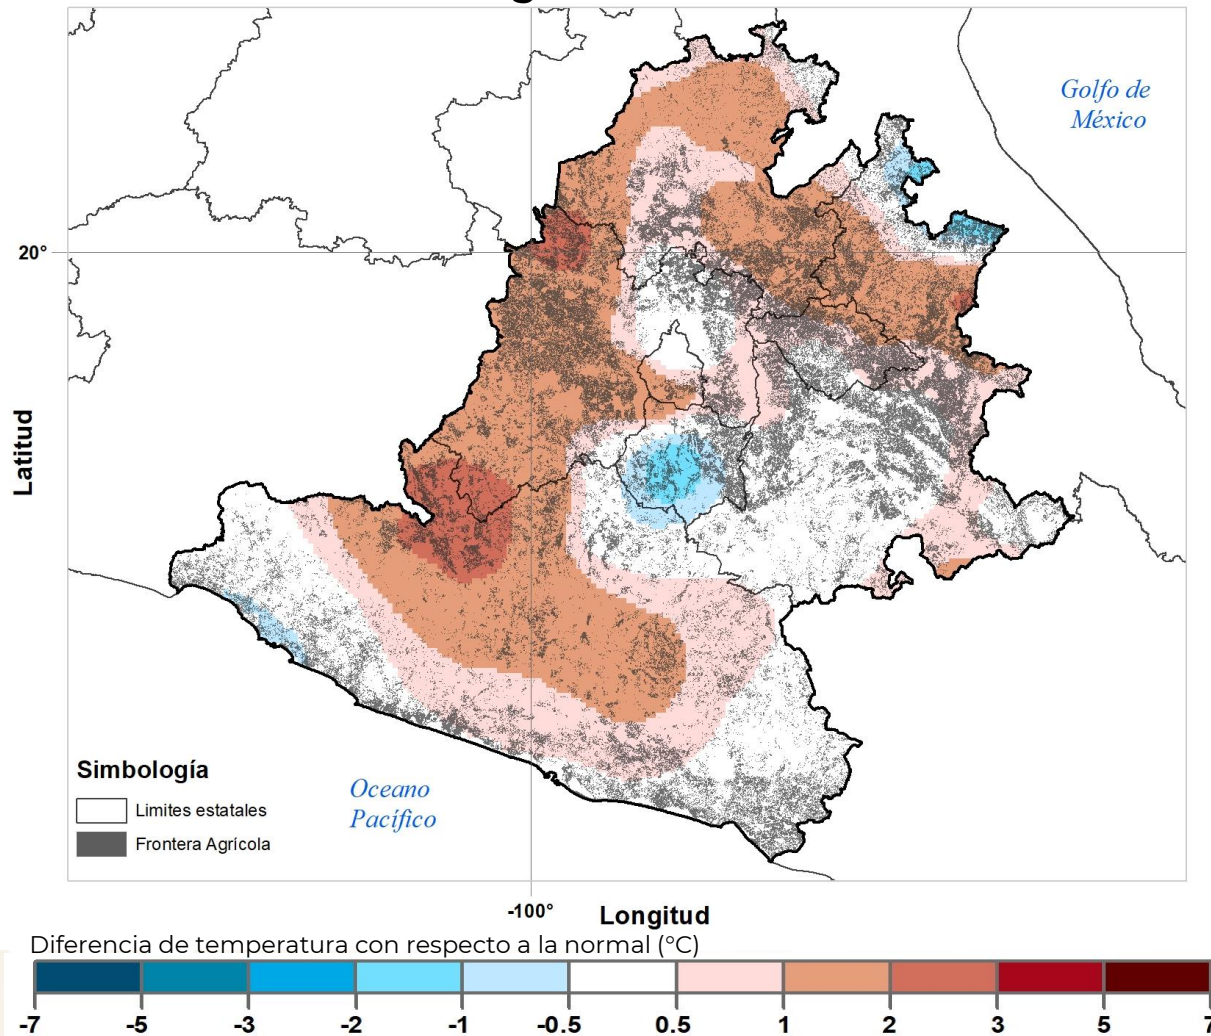 Golfo de
México
20°
Latitud
Simbología
Limites estatales
Frontera Agrícola
Oceano
Pacífico
-100°
Longitud
Diferencia de temperatura con respecto a la normal (°C)
-7 -5 -3 -2 -1 -0.5 0.5 1 2 3 5 7